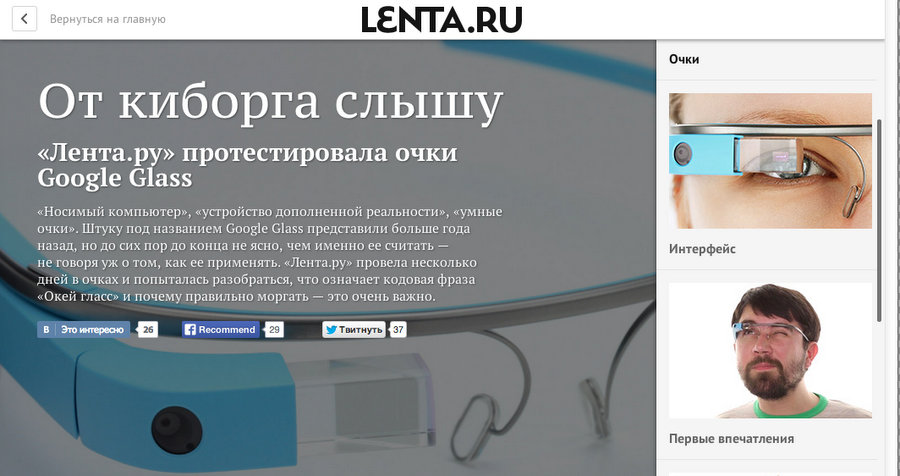 Вернуться на главную
LENTA.RU
От киборга слышу
«Лента.ру» протестировала очки
Google Glass
«Носимый компьютер», «устройство дополненной реальности», «умные
очки». Штуку под названием Google Glass представили больше года
назад, но до сих пор до конца не ясно, чем именно ее считать —
не говоря уж о том, как ее применять. «Лента.ру» провела несколько
дней в очках и попыталась разобраться, что означает кодовая фраза
«Окей гласс» и почему правильно моргать — это очень важно.
В Это интересно 26 Recommend 29 Твитнуть 37
Очки
Интерфейс
Первые впечатления